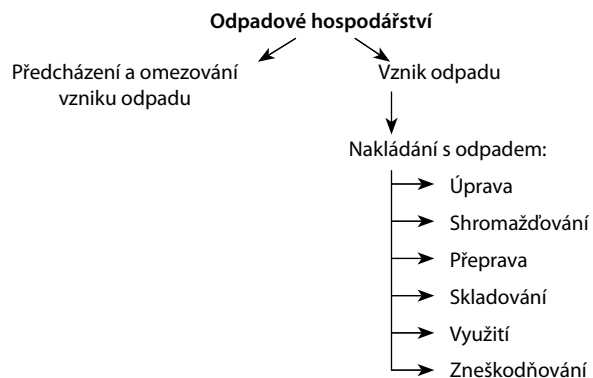 Odpadové hospodářství
Předcházení a omezování
vzniku odpadu
Vznik odpadu
Nakládání s odpadem:
Úprava
Shromažďování
Přeprava
Skladování
Využití
Zneškodňování